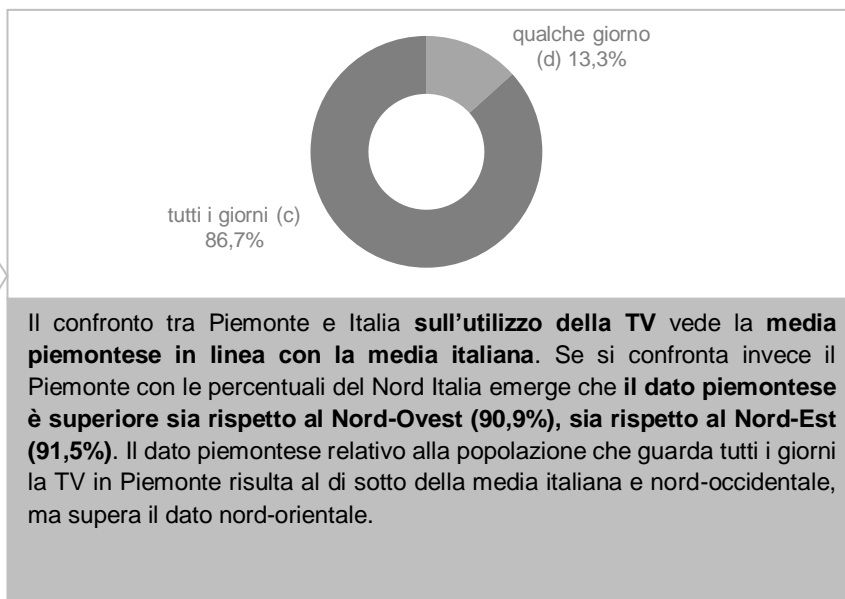 qualche giorno
(d) 13,3%
tutti i giorni (c)
86,7%
Il confronto tra Piemonte e Italia sull’utilizzo della TV vede la media
piemontese in linea con la media italiana. Se si confronta invece il
Piemonte con le percentuali del Nord Italia emerge che il dato piemontese
è superiore sia rispetto al Nord-Ovest (90,9%), sia rispetto al Nord-Est
(91,5%). Il dato piemontese relativo alla popolazione che guarda tutti i giorni
la TV in Piemonte risulta al di sotto della media italiana e nord-occidentale,
ma supera il dato nord-orientale.